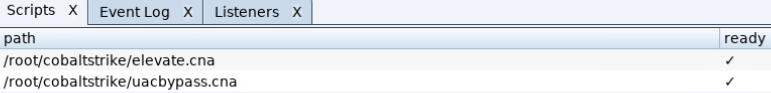 Scripts X Event Log X Listeners X
path ready
/root/cobaltstrike/elevate.cna ✓
/root/cobaltstrike/uacbypass.cna ✓